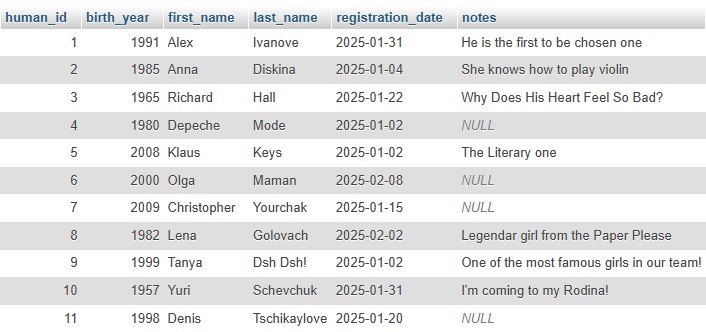 human_id birth_year first_name last_name registration_date notes
1 1991 Alex Ivanove 2025-01-31 He is the first to be chosen one
2 1985 Anna Diskina 2025-01-04 She knows how to play violin
3 1965 Richard Hall 2025-01-22 Why Does His Heart Feel So Bad?
4 1980 Depeche Mode 2025-01-02 NULL
5 2008 Klaus Keys 2025-01-02 The Literary one
6 2000 Olga Maman 2025-02-08 NULL
7 2009 Christopher Yourchak 2025-01-15 NULL
8 1982 Lena Golovach 2025-02-02 Legendar girl from the Paper Please
9 1999 Tanya Dsh Dsh! 2025-01-02 One of the most famous girls in our team!
10 1957 Yuri Schevchuk 2025-01-31 I'm coming to my Rodina!
11 1998 Denis Tschikaylove 2025-01-20 NULL